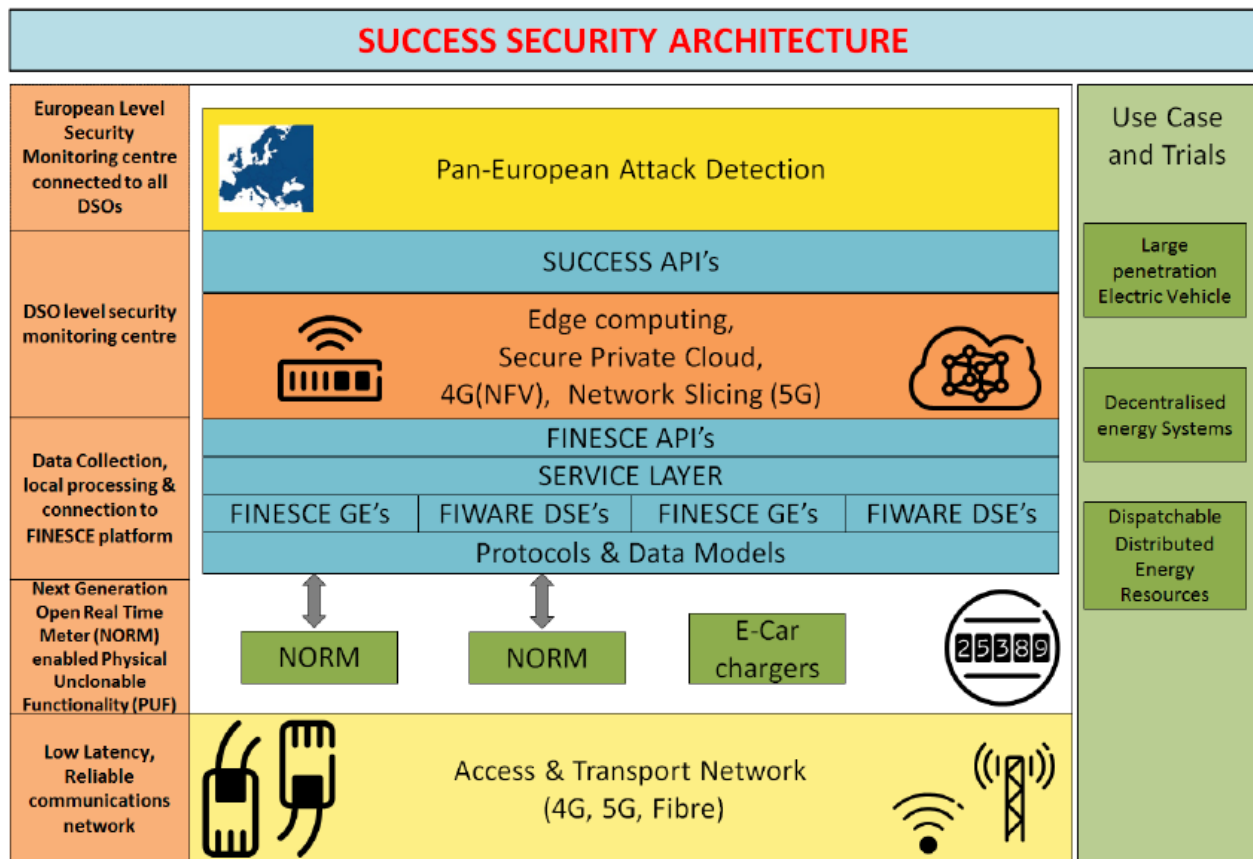 SUCCESS SECURITY ARCHITECTURE
European Level
Security
Monitoring centre
connected to all
DSOs
Pan-European Attack Detection
SUCCESS API's
DSO level security
monitoring centre
Edge computing,
Secure Private Cloud,
4G(NFV), Network Slicing (5G)
Data Collection,
local processing &
connection to
FINESCE platform
FINESCE API's
SERVICE LAYER
FINESCE GE's
FIWARE DSE's
FINESCE GE's
FIWARE DSE's
Protocols & Data Models
Next Generation
Open Real Time
Meter (NORM)
enabled Physical
Unclonable
Functionality (PUF)
NORM
NORM
E-Car
chargers
25389
Low Latency,
Reliable
communications
network
Access & Transport Network
(4G, 5G, Fibre)
Use Case
and Trials
Large
penetration
Electric Vehicle
Decentralised
energy Systems
Dispatchable
Distributed
Energy
Resources